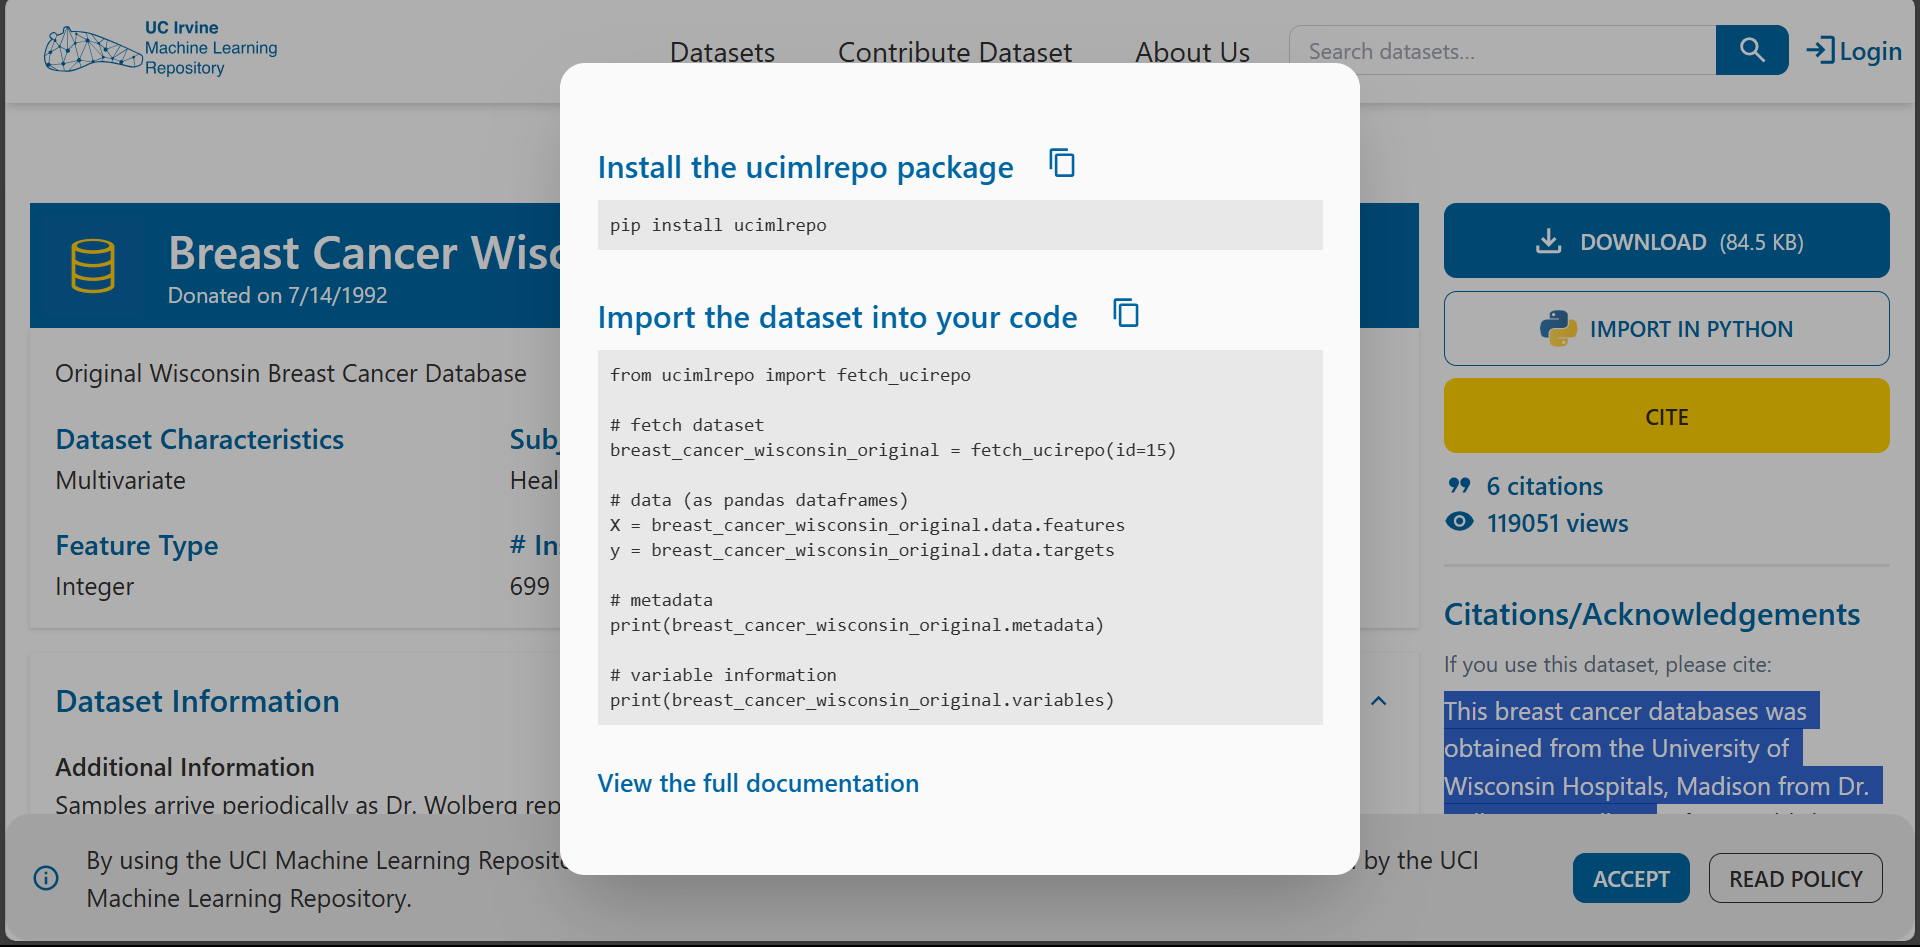 UC Irvine
Machine Learning
Repository
Datasets
Contribute Dataset
About Us
Search datasets...
Login
Install the ucimlrepo package
pip install ucimlrepo
Import the dataset into your code
from ucimlrepo import fetch_ucirepo
# fetch dataset
breast_cancer_wisconsin_original = fetch_ucirepo(id=15)
# data (as pandas dataframes)
X = breast_cancer_wisconsin_original.data.features
y = breast_cancer_wisconsin_original.data.targets
# metadata
print(breast_cancer_wisconsin_original.metadata)
# variable information
print(breast_cancer_wisconsin_original.variables)
View the full documentation
Breast Cancer Wisc
Donated on 7/14/1992
Original Wisconsin Breast Cancer Database
Dataset Characteristics
Multivariate
Sub
Heal
Feature Type
Integer
# In
699
Dataset Information
Additional Information
Samples arrive periodically as Dr. Wolberg rep
DOWNLOAD (84.5 KB)
IMPORT IN PYTHON
CITE
6 citations
119051 views
Citations/Acknowledgements
If you use this dataset, please cite:
This breast cancer databases was
obtained from the University of
Wisconsin Hospitals, Madison from Dr.
By using the UCI Machine Learning Reposit
by the UCI
Machine Learning Repository.
ACCEPT
READ POLICY